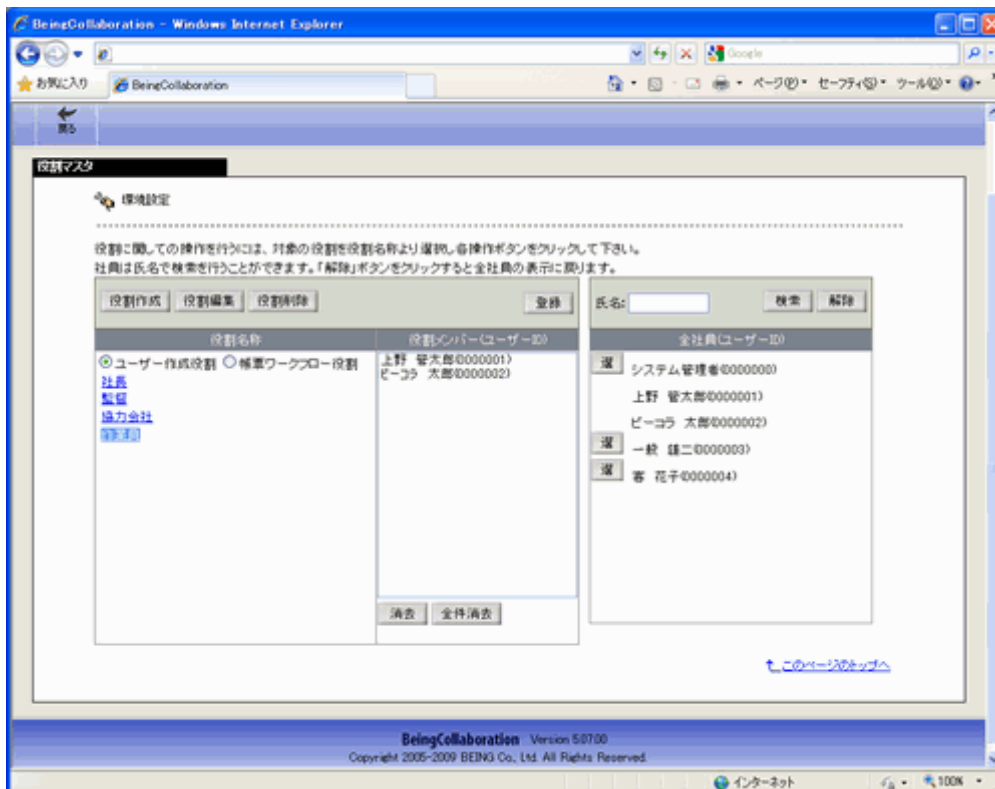 BeingCollaboration - Windows Internet Explorer
Google
お気に入り
BeingCollaboration
ページ(P) セーフティ(S) ツール(O)
戻る
役割マスタ
環境設定
役割に関しての操作を行うには、対象の役割を役割名称より選択し各操作ボタンをクリックして下さい。
社員は氏名で検索を行うことができます。「解除」ボタンをクリックすると全社員の表示に戻ります。
役割作成 役割編集 役割削除 登録
氏名: 検索 解除
役割名称
役割メンバー(ユーザーID)
全社員(ユーザーID)
ユーザー作成役割 帳票ワークフロー役割
社長
監督
協力会社
上野 管太郎(0000001)
ビーコラ 太郎(0000002)
選 システム管理者(0000000)
上野 管太郎(0000001)
ビーコラ 太郎(0000002)
選 一般 雄二(0000003)
選 客 花子(0000004)
消去 全件消去
このページのトップへ
BeingCollaboration Version 5.07.00
Copyright 2005-2009 BEING Co., Ltd. All Rights Reserved.
インターネット
100%